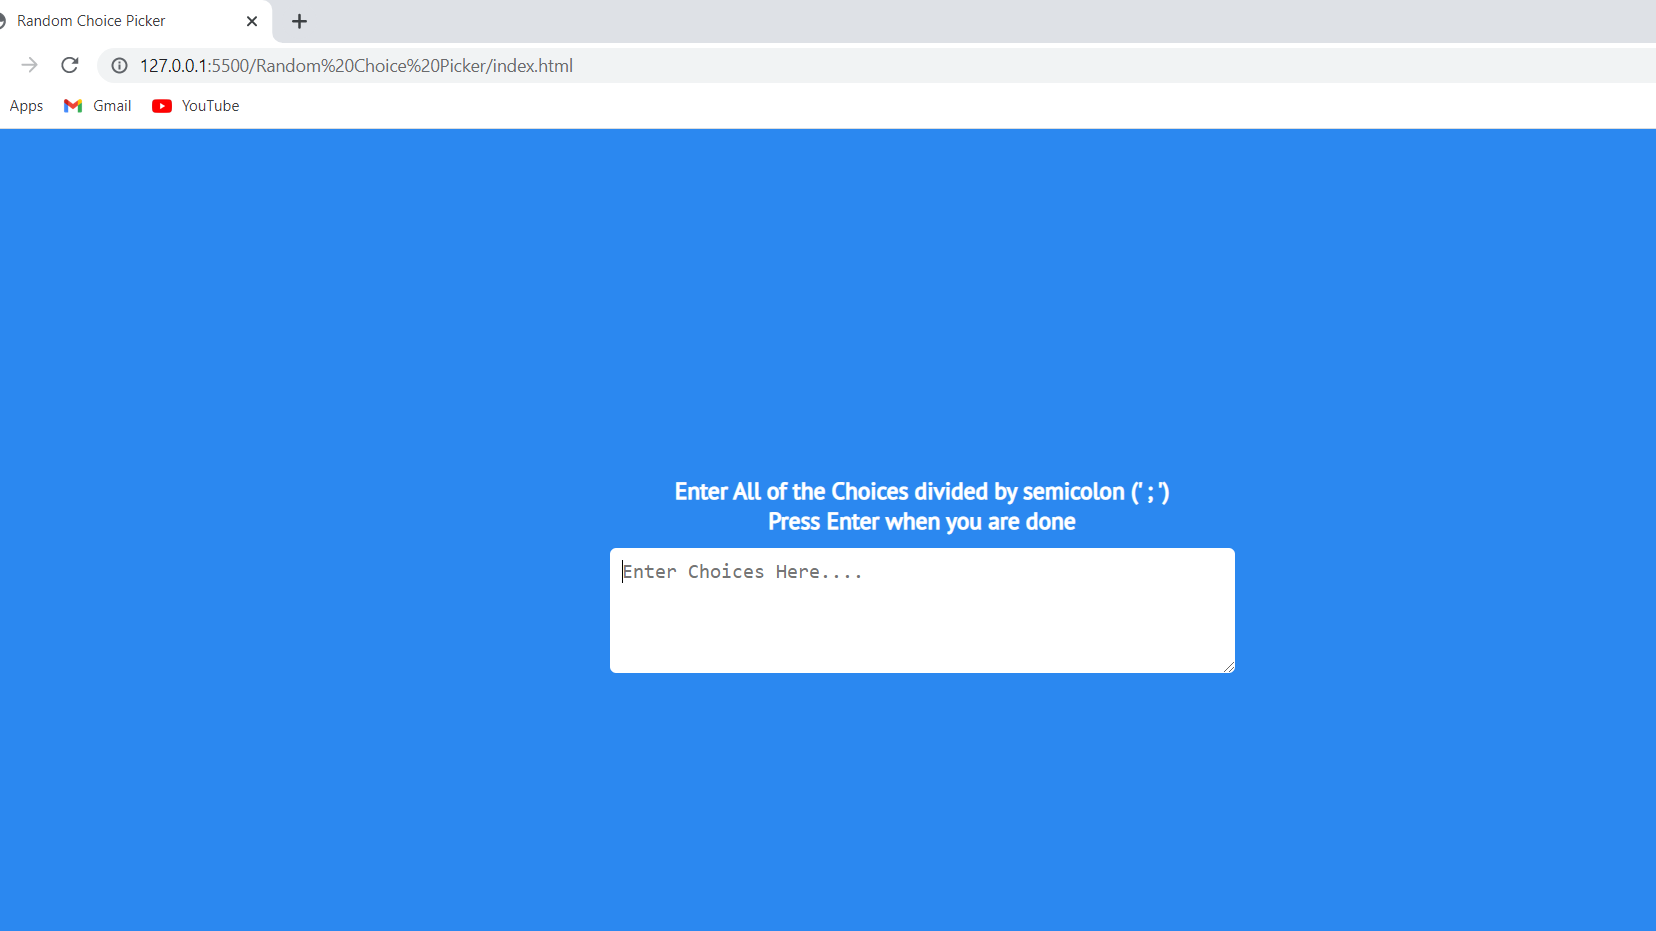 Random Choice Picker
127.0.0.1:5500/Random%20Choice%20Picker/index.html
Apps Gmail YouTube
Enter All of the Choices divided by semicolon (' ; ')
Press Enter when you are done
Enter Choices Here....